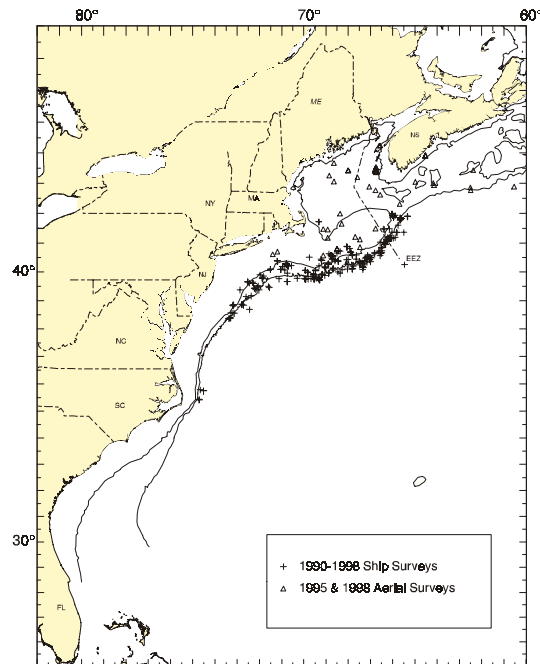 80° 70° 60°
ME
NS
NY MA
EEZ
40°
NJ
NC
SC
30°
+ 1990-1998 Ship Surveys
△ 1995 & 1998 Aerial Surveys
FL